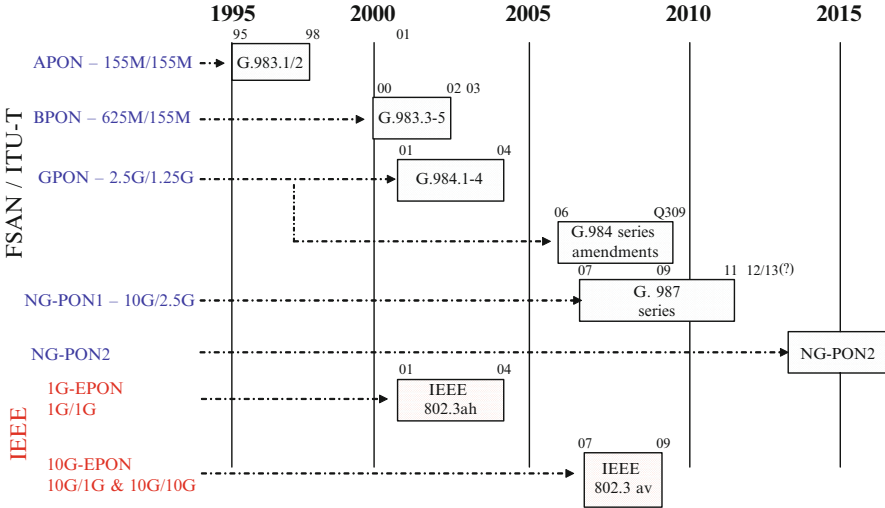 1995 2000 2005 2010 2015
95 98 01
APON – 155M/155M G.983.1/2
00 02 03
BPON – 625M/155M G.983.3-5
01 04
GPON – 2.5G/1.25G G.984.1-4
06 Q309
G.984 series
amendments
07 09 11 12/13(?)
NG-PON1 – 10G/2.5G G. 987
series
NG-PON2 NG-PON2
FSAN / ITU-T
01 04
1G-EPON IEEE
1G/1G 802.3ah
07 09
10G-EPON IEEE
10G/1G & 10G/10G 802.3 av
IEEE